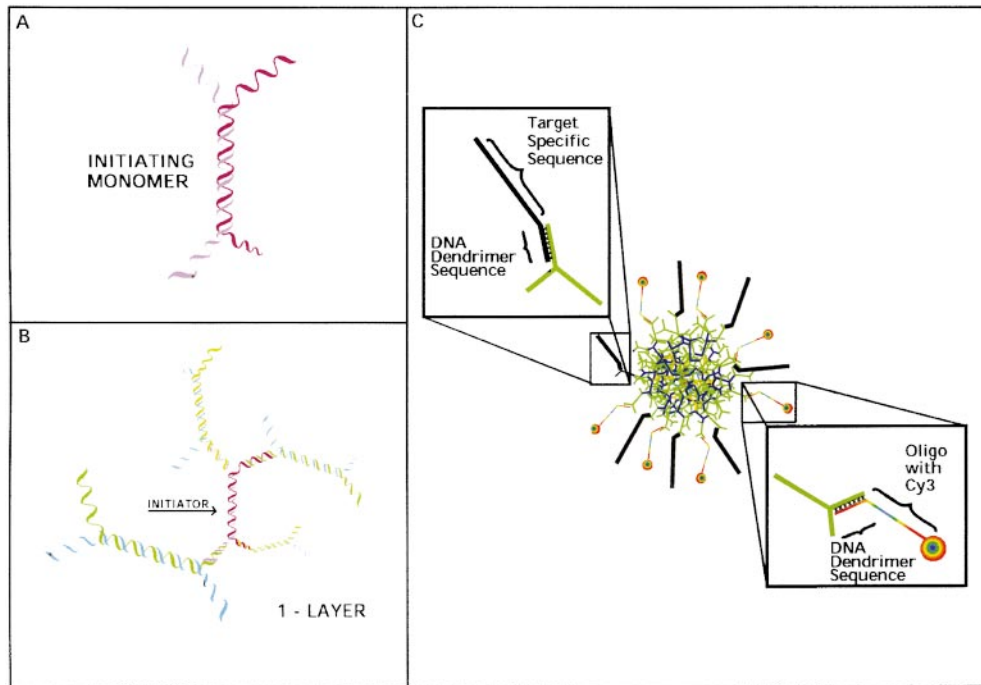 A
INITIATING
MONOMER
B
INITIATOR
1 - LAYER
C
Target
Specific
Sequence
DNA
Dendrimer
Sequence
Oligo
with
Cy3
DNA
Dendrimer
Sequence